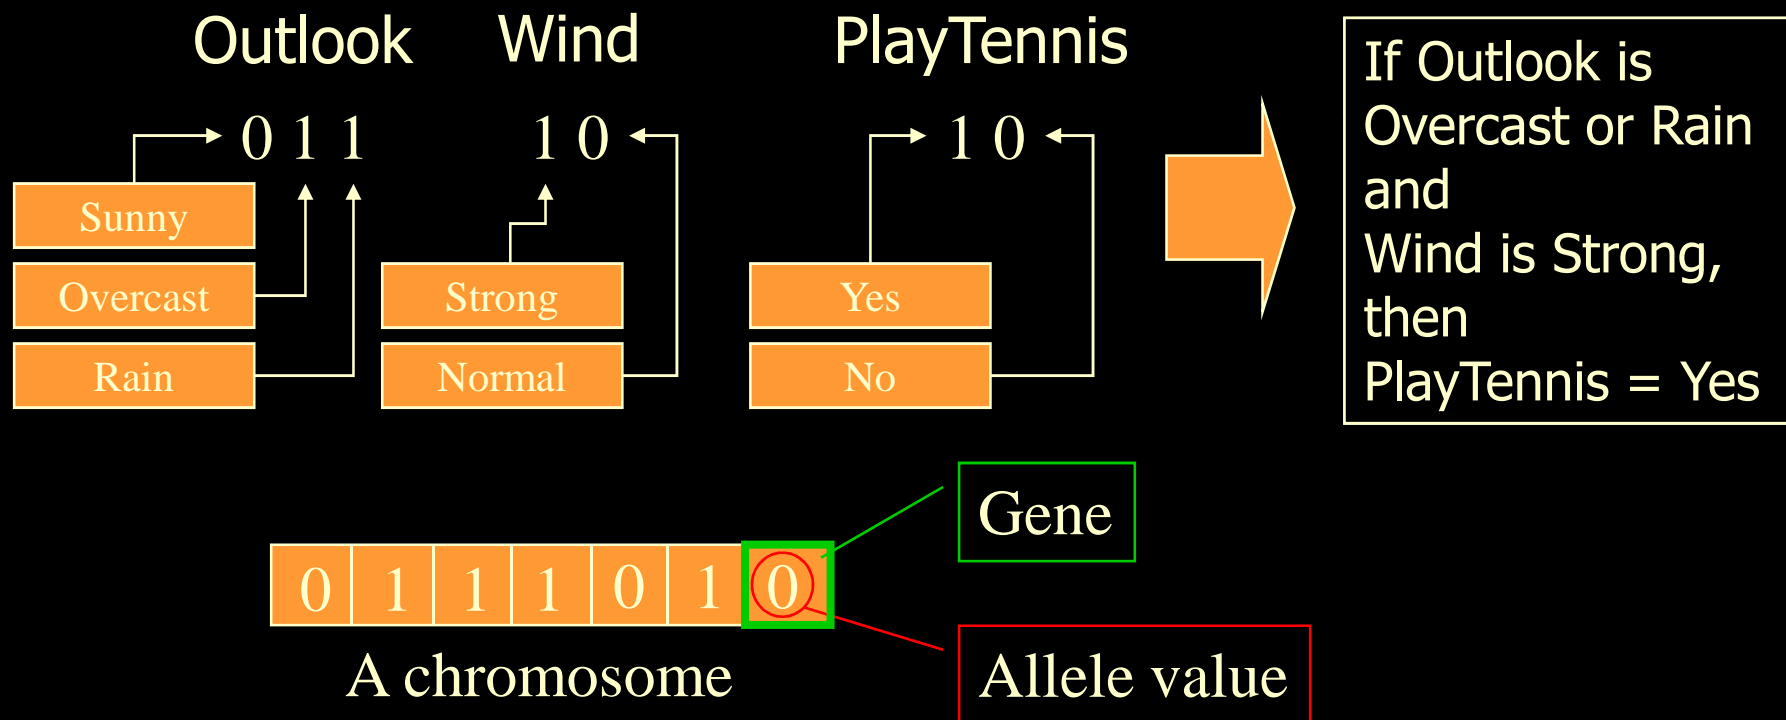 Outlook Wind PlayTennis
0 1 1 1 0 1 0
Sunny
Overcast Strong Yes
Rain Normal No
If Outlook is
Overcast or Rain
and
Wind is Strong,
then
PlayTennis = Yes
Gene
0 1 1 1 0 1 0
A chromosome
Allele value